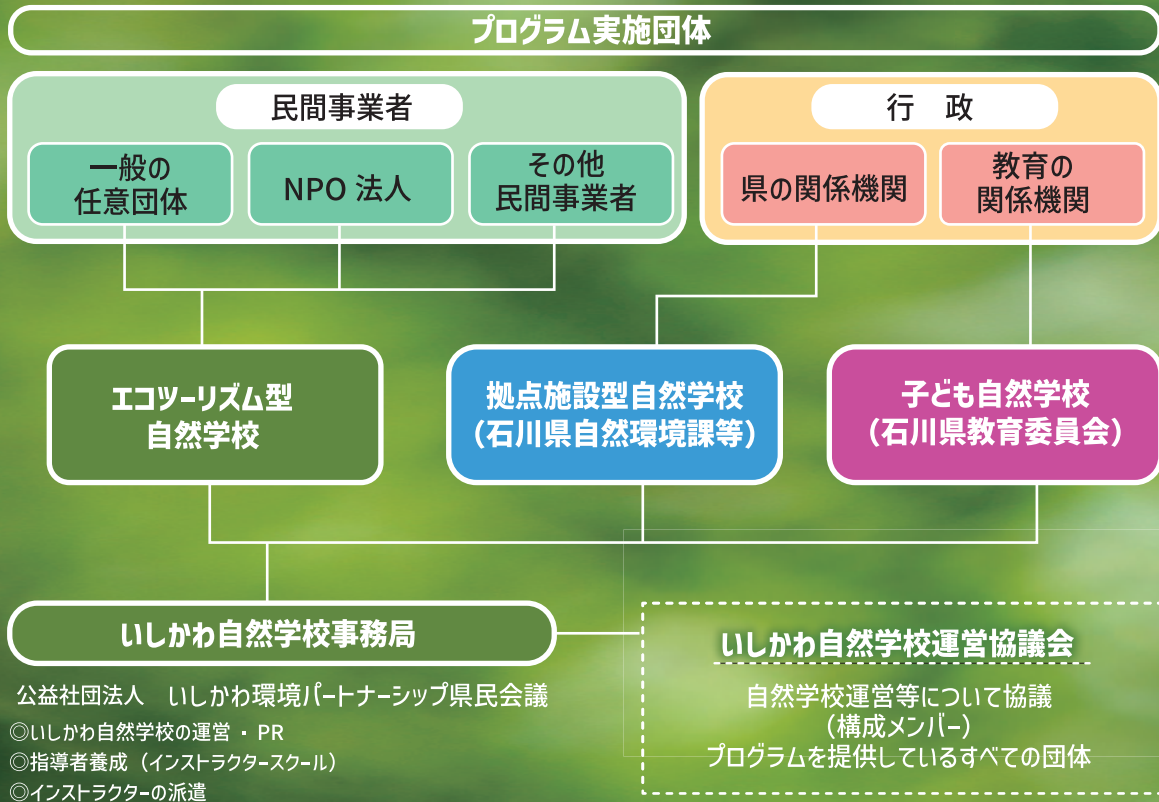 プログラム実施団体
民間事業者
一般の
任意団体
NPO 法人
その他
民間事業者
行　政
県の関係機関
教育の
関係機関
エコツーリズム型
自然学校
拠点施設型自然学校
（石川県自然環境課等）
子ども自然学校
（石川県教育委員会）
いしかわ自然学校事務局
公益社団法人　いしかわ環境パートナーシップ県民会議
◎いしかわ自然学校の運営・PR
◎指導者養成（インストラクタースクール）
◎インストラクターの派遣
いしかわ自然学校運営協議会
自然学校運営等について協議
（構成メンバー）
プログラムを提供しているすべての団体